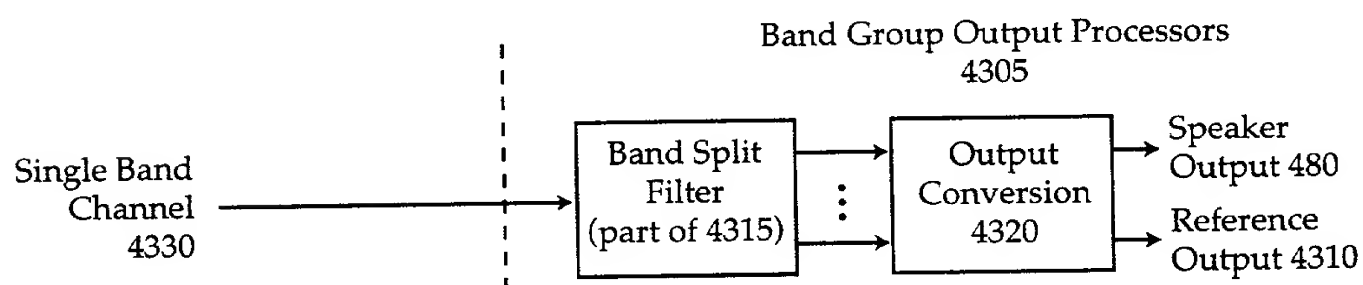 Band Group Output Processors
4305
Single Band
Channel
4330
Band Split
Filter
(part of 4315)
Output
Conversion
4320
Speaker
Output 480
Reference
Output 4310